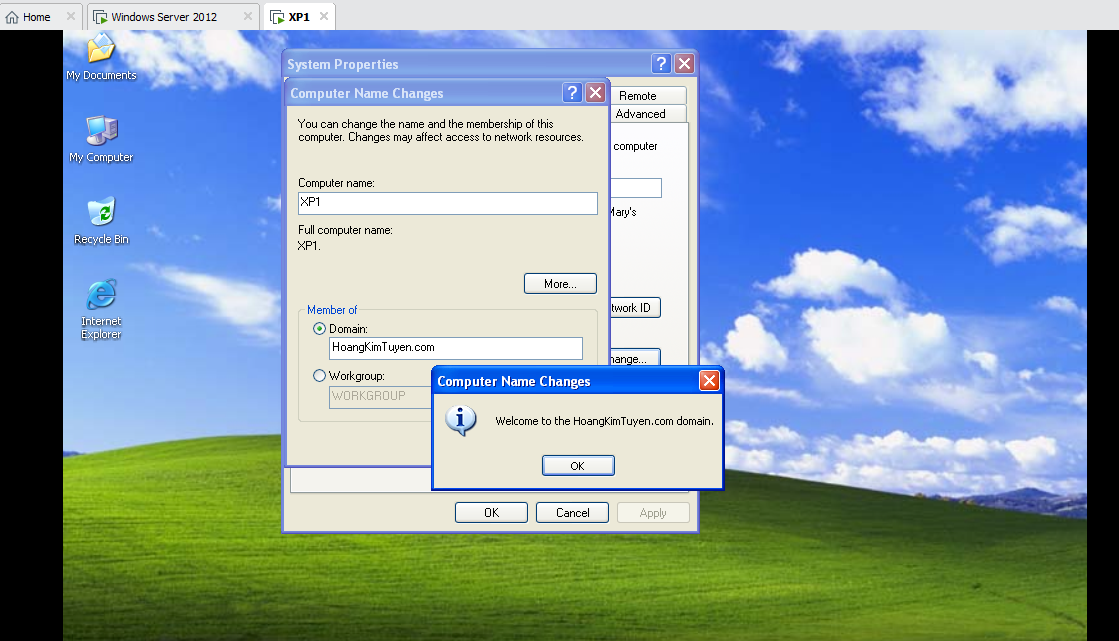 Home
Windows Server 2012
XP1
My Documents
My Computer
Recycle Bin
Internet
Explorer
System Properties
Computer Name Changes
Remote
Advanced
You can change the name and the membership of this
computer. Changes may affect access to network resources.
computer
Computer name:
XP1
Mary's
Full computer name:
XP1.
More...
twork ID
Member of
Domain:
HoangKimTuyen.com
hange...
Workgroup:
WORKGROUP
Computer Name Changes
Welcome to the HoangKimTuyen.com domain.
OK
OK
Cancel
Apply